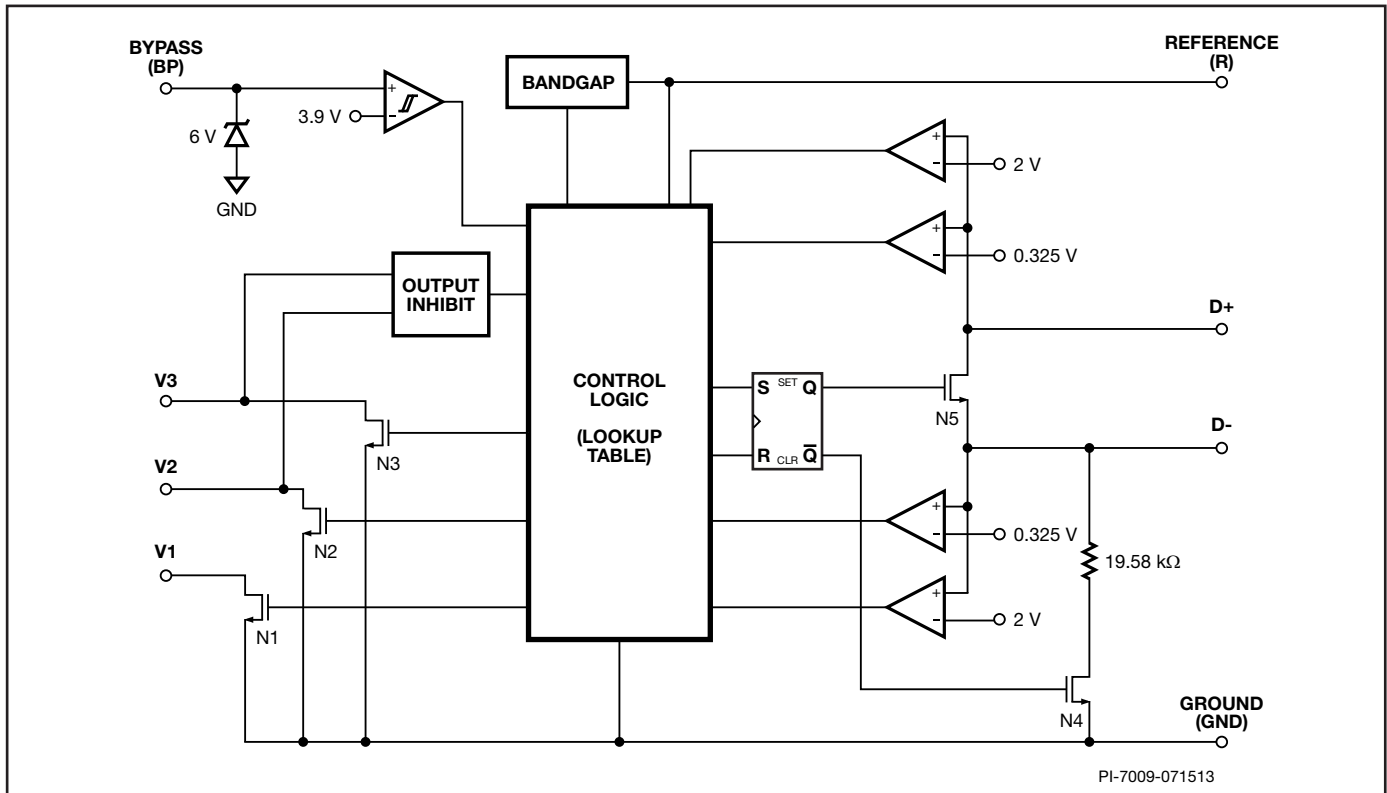 BYPASS
(BP)
REFERENCE
(R)
BANDGAP
+
-
3.9 V
6 V
GND
+
-
2 V
+
-
0.325 V
OUTPUT
INHIBIT
D+
V3
CONTROL
LOGIC
(LOOKUP
TABLE)
S SET Q
R CLR Q̅
N5
D-
N3
V2
N2
+
-
0.325 V
19.58 kΩ
V1
N1
+
-
2 V
N4
GROUND
(GND)
PI-7009-071513